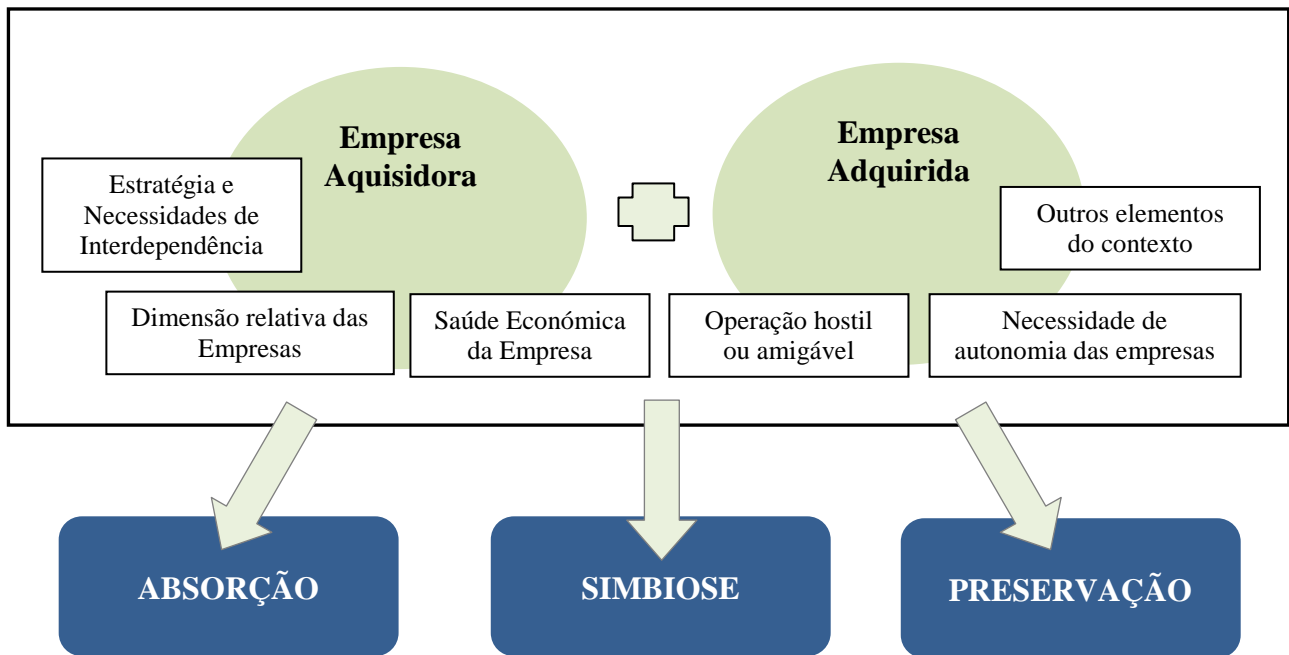 Empresa
Aquisidora
Empresa
Adquirida
Estratégia e
Necessidades de
Interdependência
Outros elementos
do contexto
Dimensão relativa das
Empresas
Saúde Económica
da Empresa
Operação hostil
ou amigável
Necessidade de
autonomia das empresas
ABSORÇÃO
SIMBIOSE
PRESERVAÇÃO